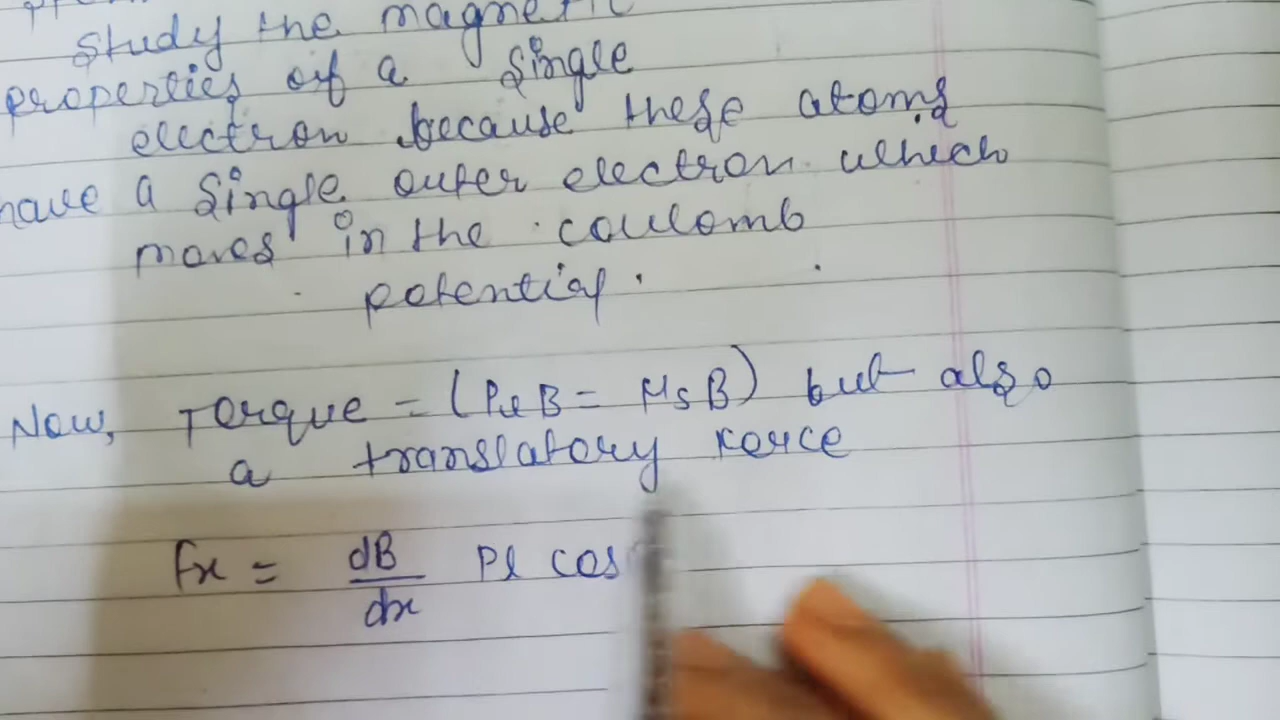 study the magnetic
properties of a single
electron because these atoms
have a single outer electron which
moves in the coulomb
potential.
Now, Torque = (PlB = μsB) but also
a translatory force
Fx = dB/dx Pl cos